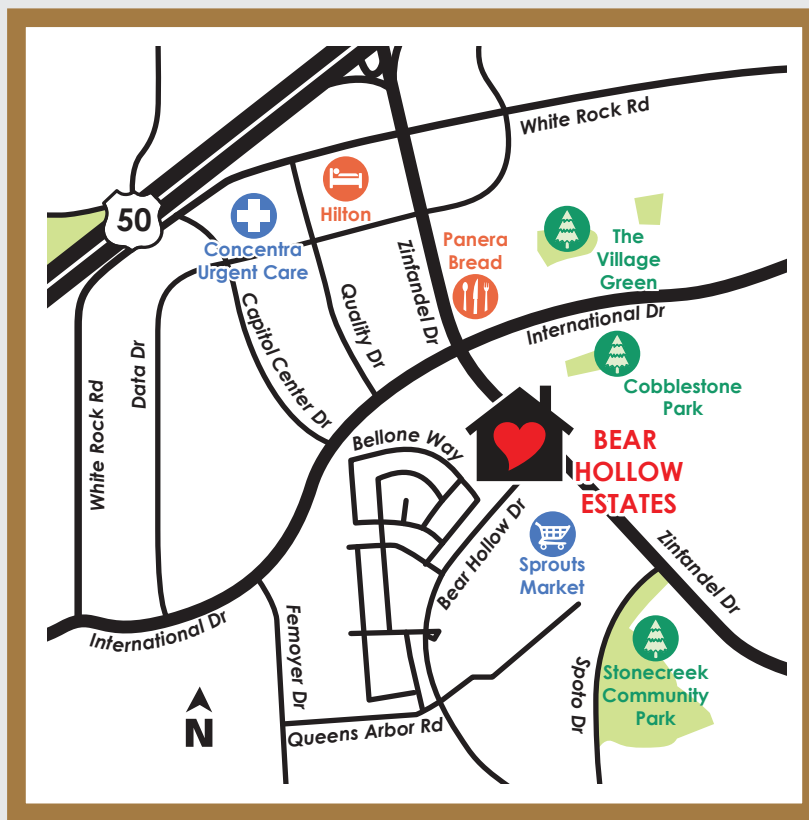 White Rock Rd
50
Hilton
Concentra
Urgent Care
Panera
Bread
The
Village
Green
Zinfandel Dr
International Dr
Quality Dr
Capitol Center Dr
Data Dr
White Rock Rd
Cobblestone
Park
Bellone Way
BEAR
HOLLOW
ESTATES
Bear Hollow Dr
Sprouts
Market
Zinfandel Dr
International Dr
Femoyer Dr
Spoto Dr
Stonecreek
Community
Park
N
Queens Arbor Rd